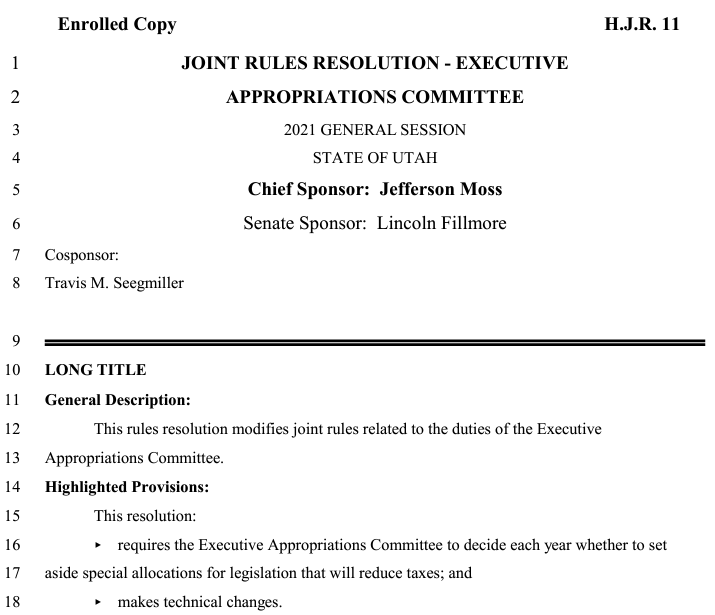 Enrolled Copy H.J.R. 11
1 JOINT RULES RESOLUTION - EXECUTIVE
2 APPROPRIATIONS COMMITTEE
3 2021 GENERAL SESSION
4 STATE OF UTAH
5 Chief Sponsor: Jefferson Moss
6 Senate Sponsor: Lincoln Fillmore
7 Cosponsor:
8 Travis M. Seegmiller
9
10 LONG TITLE
11 General Description:
12 This rules resolution modifies joint rules related to the duties of the Executive
13 Appropriations Committee.
14 Highlighted Provisions:
15 This resolution:
16 ▸ requires the Executive Appropriations Committee to decide each year whether to set
17 aside special allocations for legislation that will reduce taxes; and
18 ▸ makes technical changes.